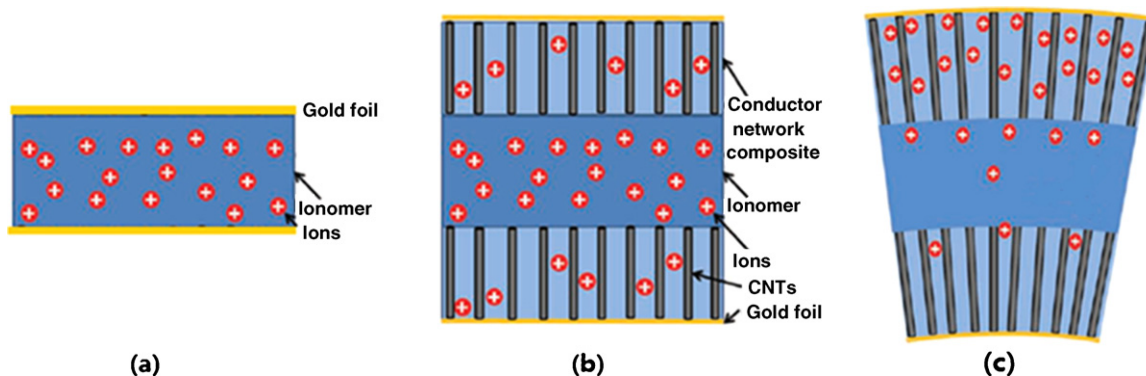 Gold foil
Ionomer
Ions
(a)
Conductor
network
composite
Ionomer
Ions
CNTs
Gold foil
(b)
(c)